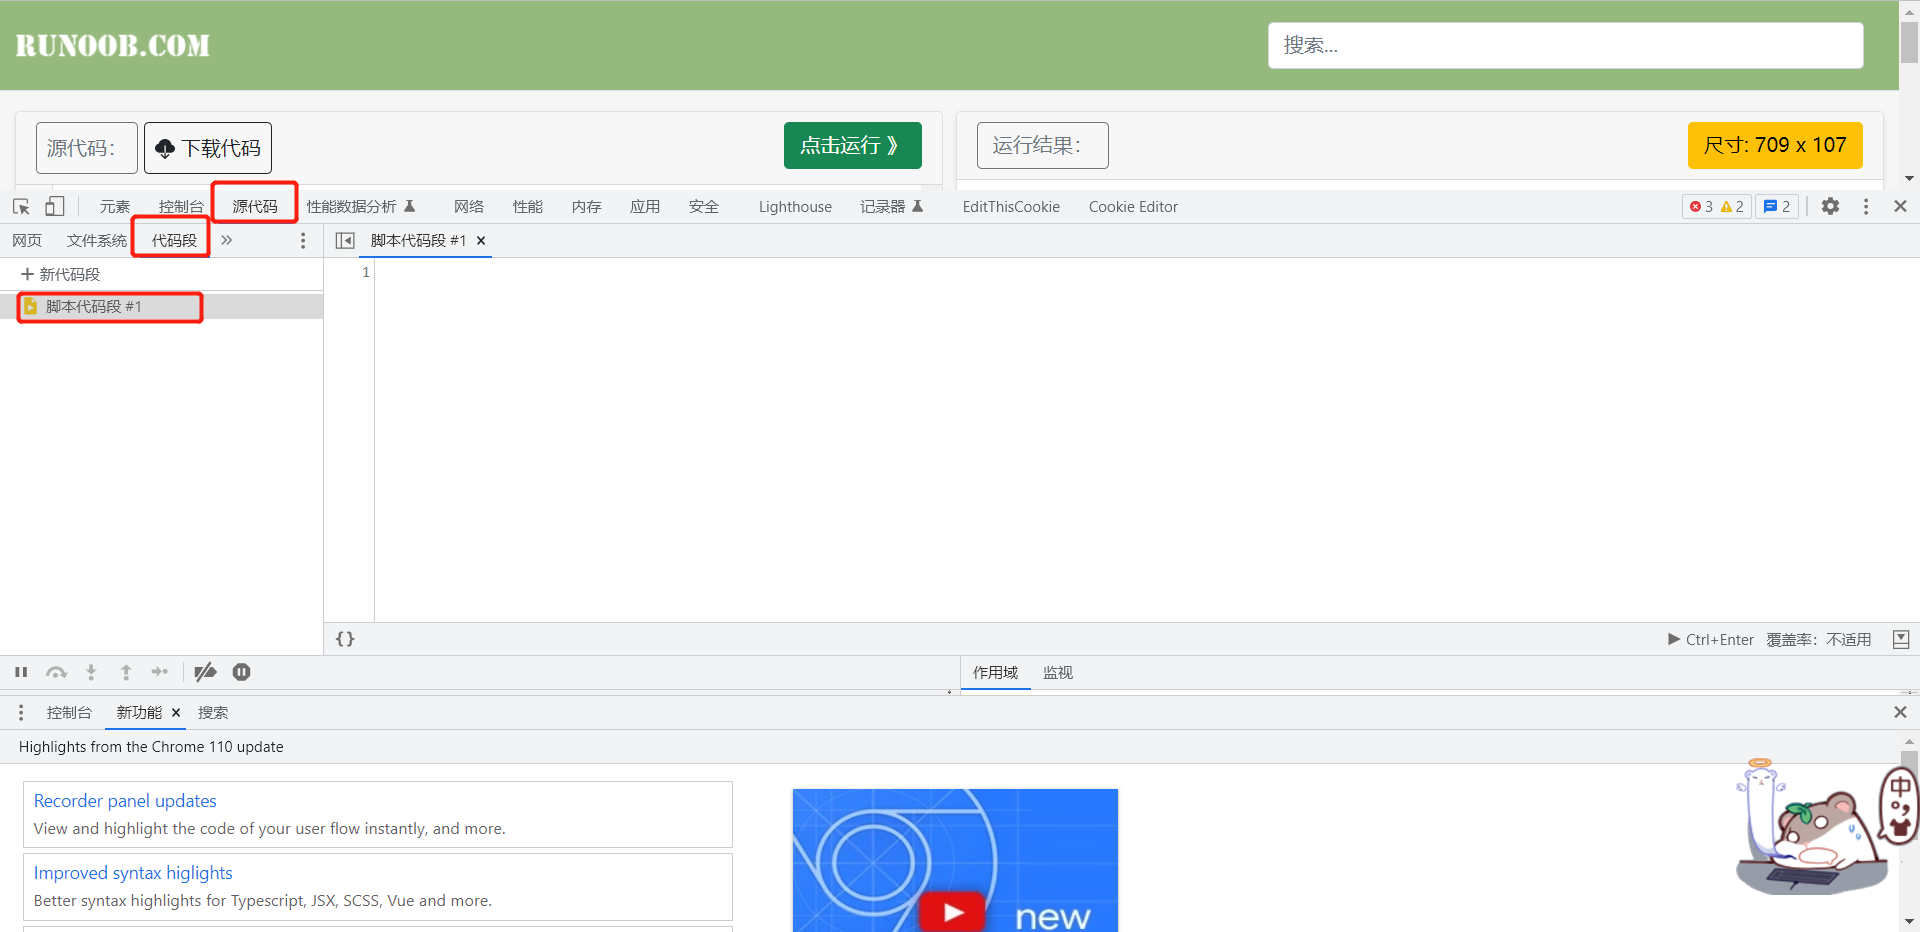 RUNOOB.COM
搜索...
源代码：
下载代码
点击运行 》
运行结果：
尺寸: 709 x 107
元素 控制台 源代码 性能数据分析 网络 性能 内存 应用 安全 Lighthouse 记录器 EditThisCookie Cookie Editor 3 2 2
网页 文件系统 代码段 »
脚本代码段 #1 ×
新代码段
1
脚本代码段 #1
{}
Ctrl+Enter 覆盖率：不适用
作用域 监视
控制台 新功能 × 搜索
Highlights from the Chrome 110 update
Recorder panel updates
View and highlight the code of your user flow instantly, and more.
Improved syntax higlights
Better syntax highlights for Typescript, JSX, SCSS, Vue and more.
new
中